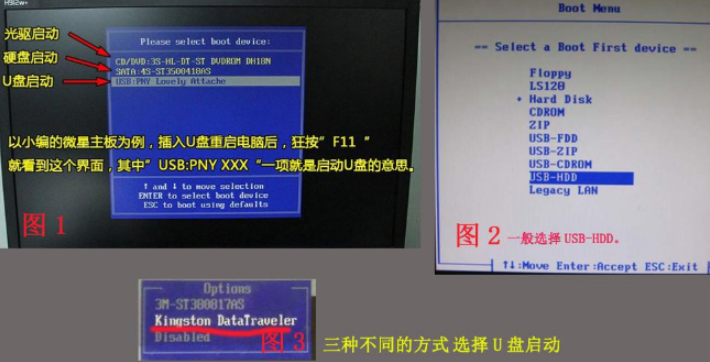 H912w+
Please select boot device:
光驱启动
CD/DVD:3S-HL-DT-ST DVDROM DH18N
硬盘启动
SATA:4S-ST3500418AS
U盘启动
USB:PNY Lovely Attache
以小编的微星主板为例，插入U盘重启电脑后，狂按”F11“
就看到这个界面，其中”USB:PNY XXX“一项就是启动U盘的意思。
↑ and ↓ to move selection
ENTER to select boot device
ESC to boot using defaults
图 1
Boot Menu
== Select a Boot First device ==
Floppy
LS120
+ Hard Disk
CDROM
ZIP
USB-FDD
USB-ZIP
USB-CDROM
USB-HDD
Legacy LAN
图 2 一般选择 USB-HDD。
↑↓:Move Enter:Accept ESC:Exit
Options
3M-ST380817AS
Kingston DataTraveler
Disabled
图 3
三种不同的方式 选择 U 盘启动